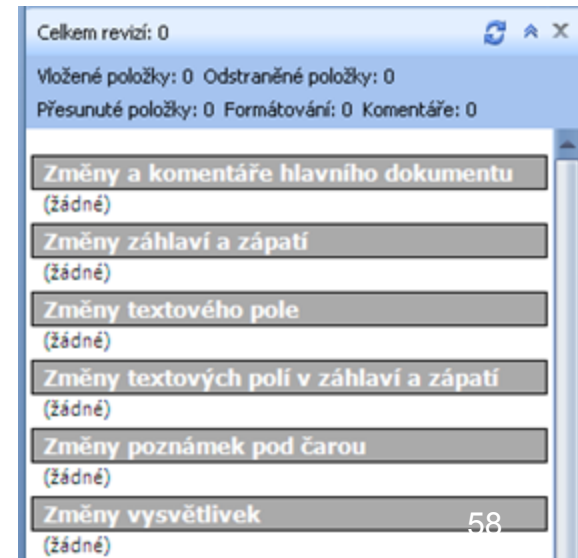 Celkem revizí: 0
Vložené položky: 0 Odstraněné položky: 0
Přesunuté položky: 0 Formátování: 0 Komentáře: 0
Změny a komentáře hlavního dokumentu
(žádné)
Změny záhlaví a zápatí
(žádné)
Změny textového pole
(žádné)
Změny textových polí v záhlaví a zápatí
(žádné)
Změny poznámek pod čarou
(žádné)
Změny vysvětlivek
58
(žádné)